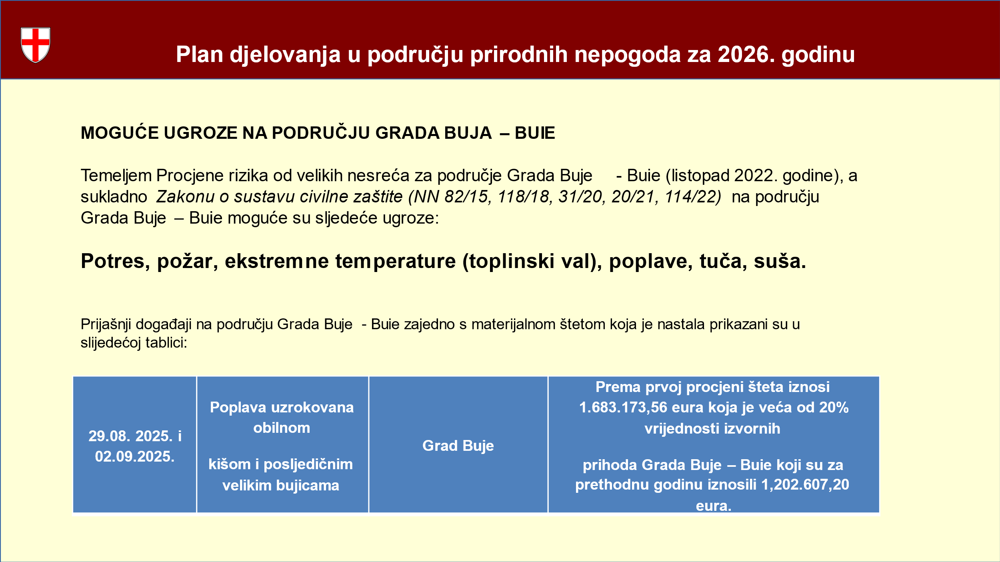 Plan djelovanja u području prirodnih nepogoda za 2026. godinu
MOGUĆE UGROZE NA PODRUČJU GRADA BUJA – BUIE
Temeljem Procjene rizika od velikih nesreća za područje Grada Buje - Buie (listopad 2022. godine), a
sukladno Zakonu o sustavu civilne zaštite (NN 82/15, 118/18, 31/20, 20/21, 114/22) na području
Grada Buje – Buie moguće su sljedeće ugroze:
Potres, požar, ekstremne temperature (toplinski val), poplave, tuča, suša.
Prijašnji događaji na području Grada Buje - Buie zajedno s materijalnom štetom koja je nastala prikazani su u
slijedećoj tablici:
29.08. 2025. i
02.09.2025.
Poplava uzrokovana
obilnom
kišom i posljedičnim
velikim bujicama
Grad Buje
Prema prvoj procjeni šteta iznosi
1.683.173,56 eura koja je veća od 20%
vrijednosti izvornih
prihoda Grada Buje – Buie koji su za
prethodnu godinu iznosili 1,202.607,20
eura.